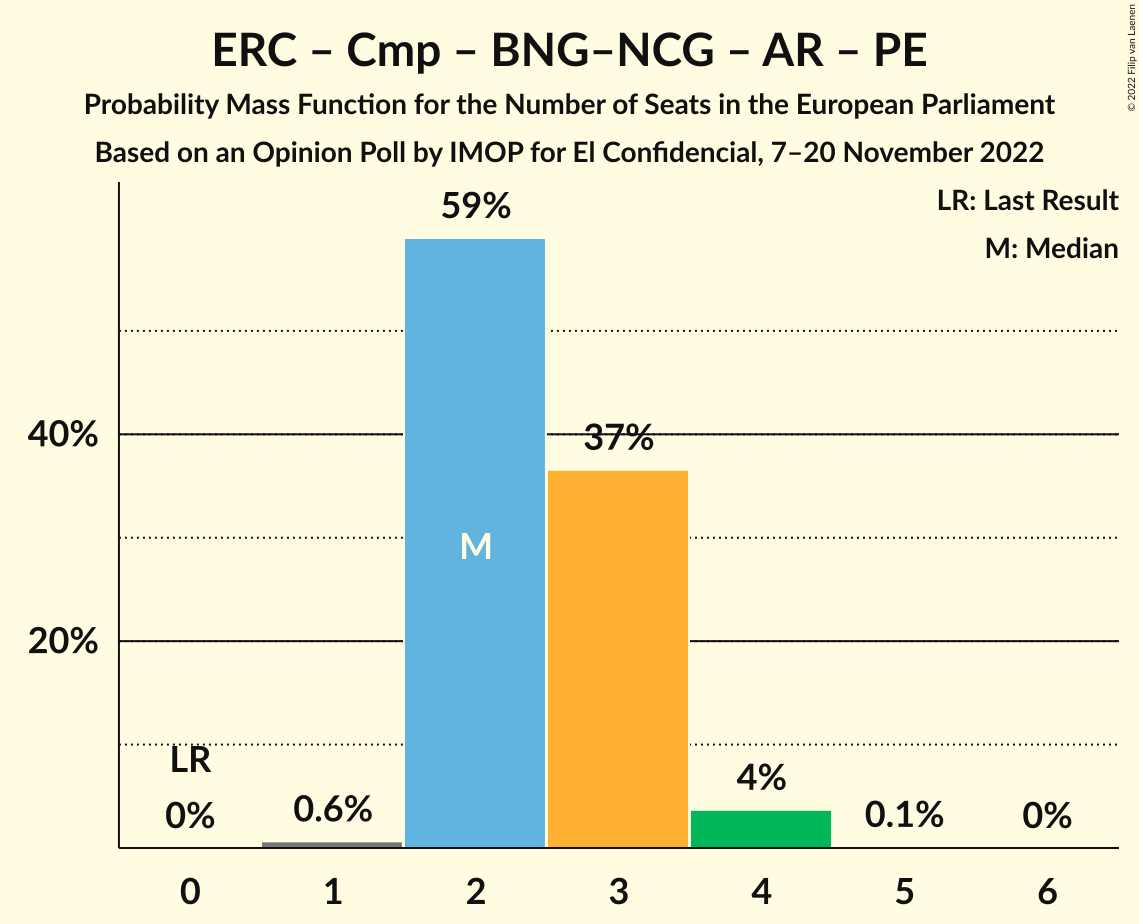 ERC – Cmp – BNG–NCG – AR – PE
Probability Mass Function for the Number of Seats in the European Parliament
Based on an Opinion Poll by IMOP for El Confidencial, 7–20 November 2022
© 2022 Filip van Laenen
LR: Last Result
M: Median
59%
40%
37%
M
20%
LR
0%
0.6%
4%
0.1%
0%
0 1 2 3 4 5 6